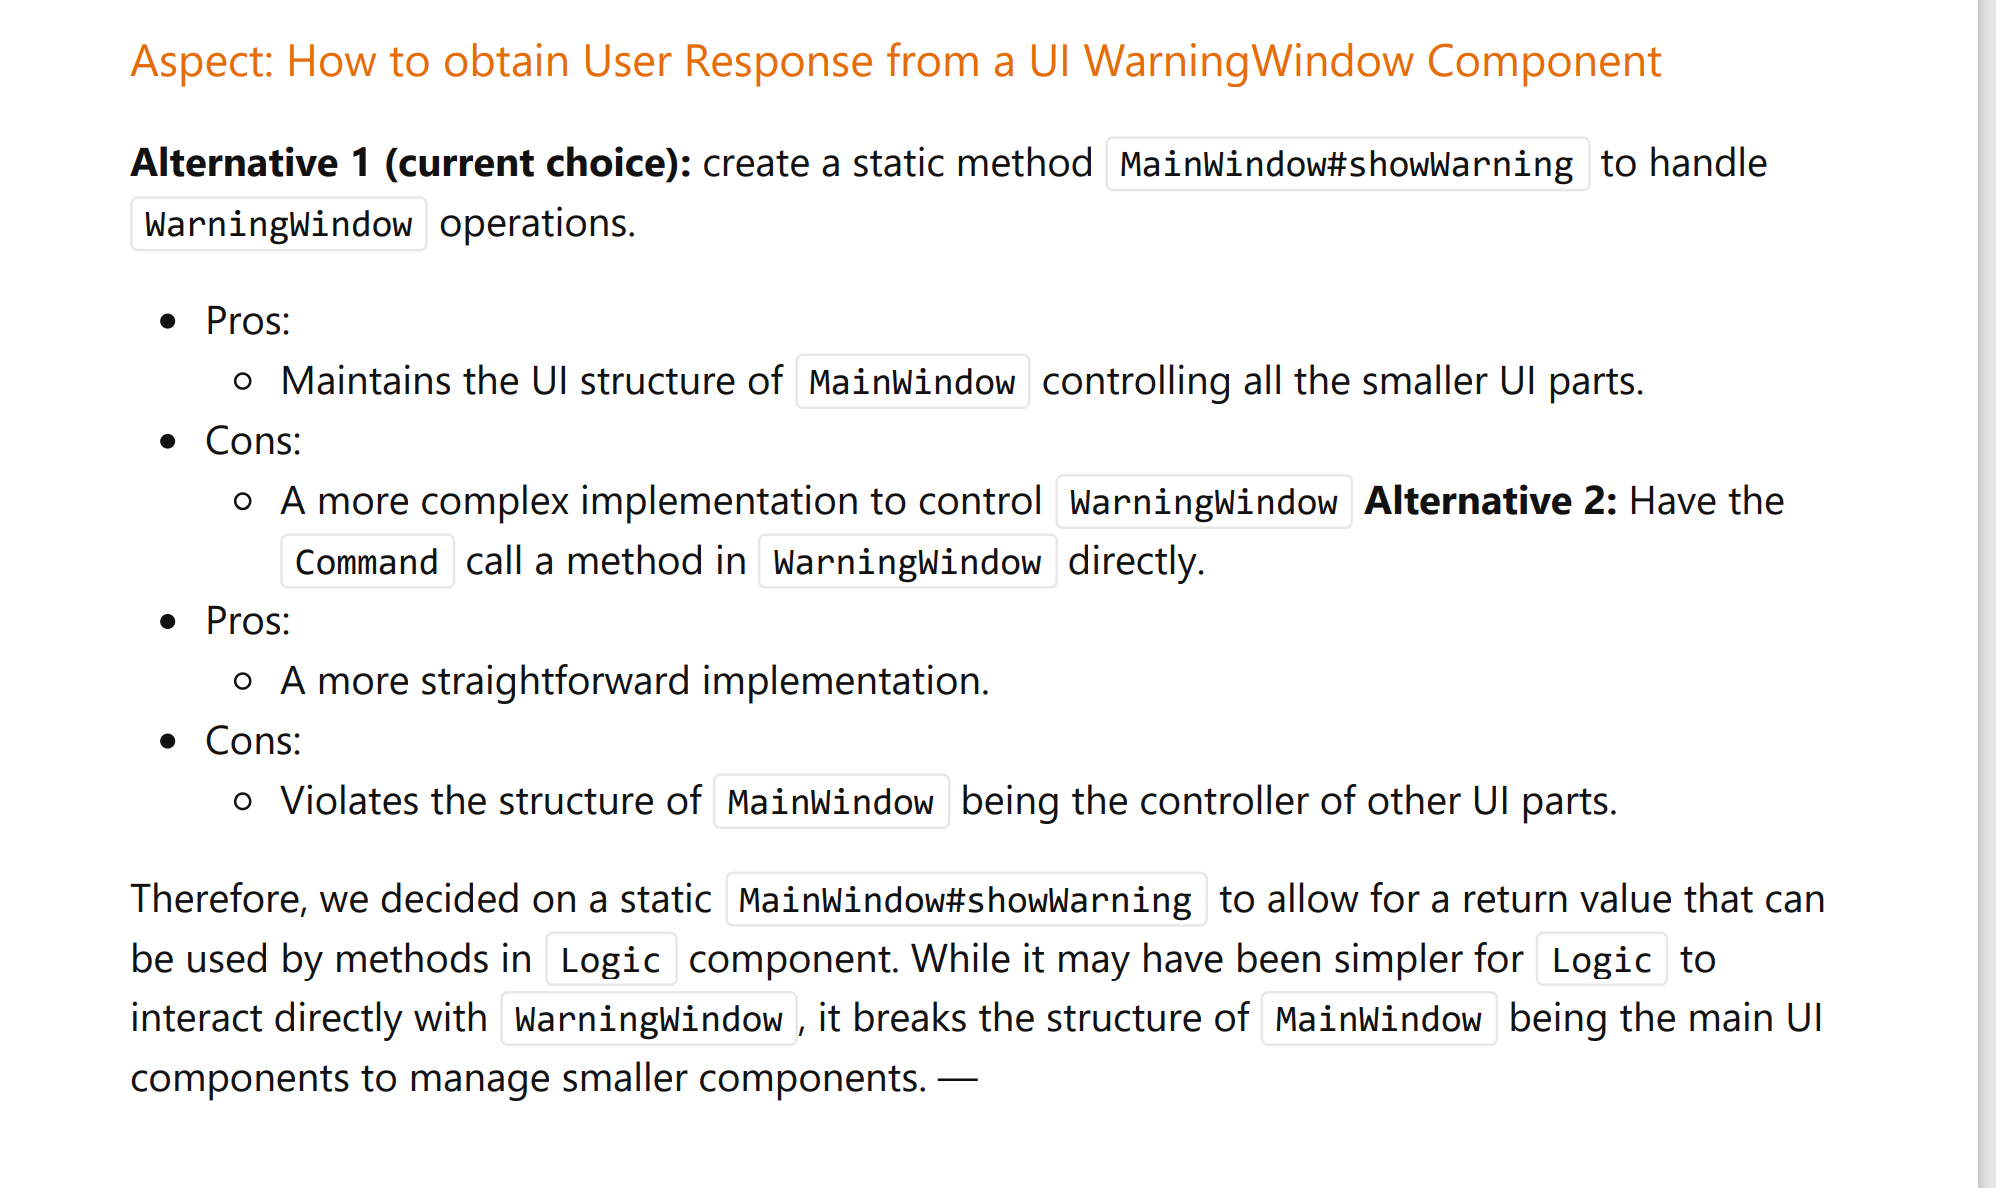 Aspect: How to obtain User Response from a UI WarningWindow Component
Alternative 1 (current choice): create a static method MainWindow#showWarning to handle
WarningWindow operations.
• Pros:
○ Maintains the UI structure of MainWindow controlling all the smaller UI parts.
• Cons:
○ A more complex implementation to control WarningWindow Alternative 2: Have the
Command call a method in WarningWindow directly.
• Pros:
○ A more straightforward implementation.
• Cons:
○ Violates the structure of MainWindow being the controller of other UI parts.
Therefore, we decided on a static MainWindow#showWarning to allow for a return value that can
be used by methods in Logic component. While it may have been simpler for Logic to
interact directly with WarningWindow, it breaks the structure of MainWindow being the main UI
components to manage smaller components. —